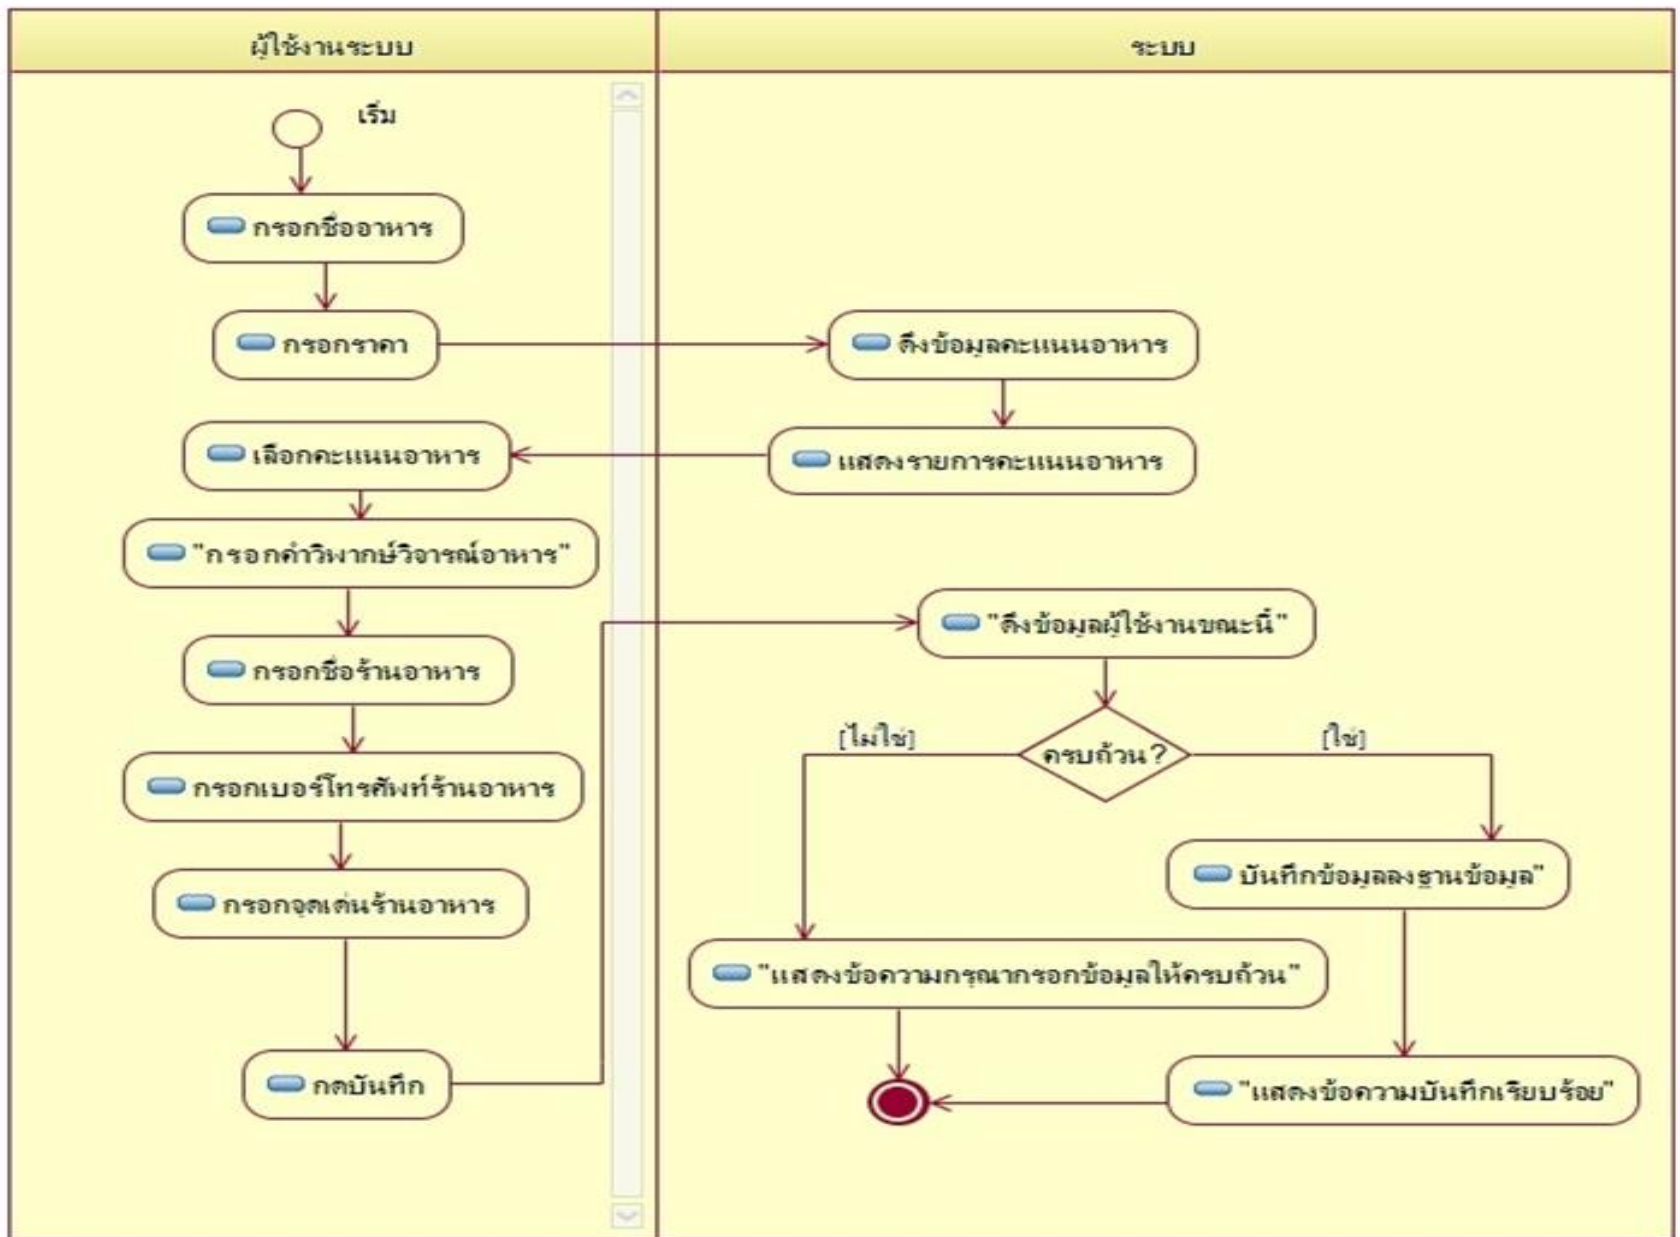 ผู้ใช้งานระบบ
ระบบ
เริ่ม
กรอกชื่ออาหาร
กรอกราคา
ดึงข้อมูลคะแนนอาหาร
แสดงรายการคะแนนอาหาร
เลือกคะแนนอาหาร
"กรอกคำวิพากษ์วิจารณ์อาหาร"
กรอกชื่อร้านอาหาร
กรอกเบอร์โทรศัพท์ร้านอาหาร
กรอกจุดเด่นร้านอาหาร
กดบันทึก
"ดึงข้อมูลผู้ใช้งานขณะนี้"
ครบถ้วน?
[ไม่ใช่]
[ใช่]
บันทึกข้อมูลลงฐานข้อมูล"
"แสดงข้อความกรุณากรอกข้อมูลให้ครบถ้วน"
"แสดงข้อความบันทึกเรียบร้อย"